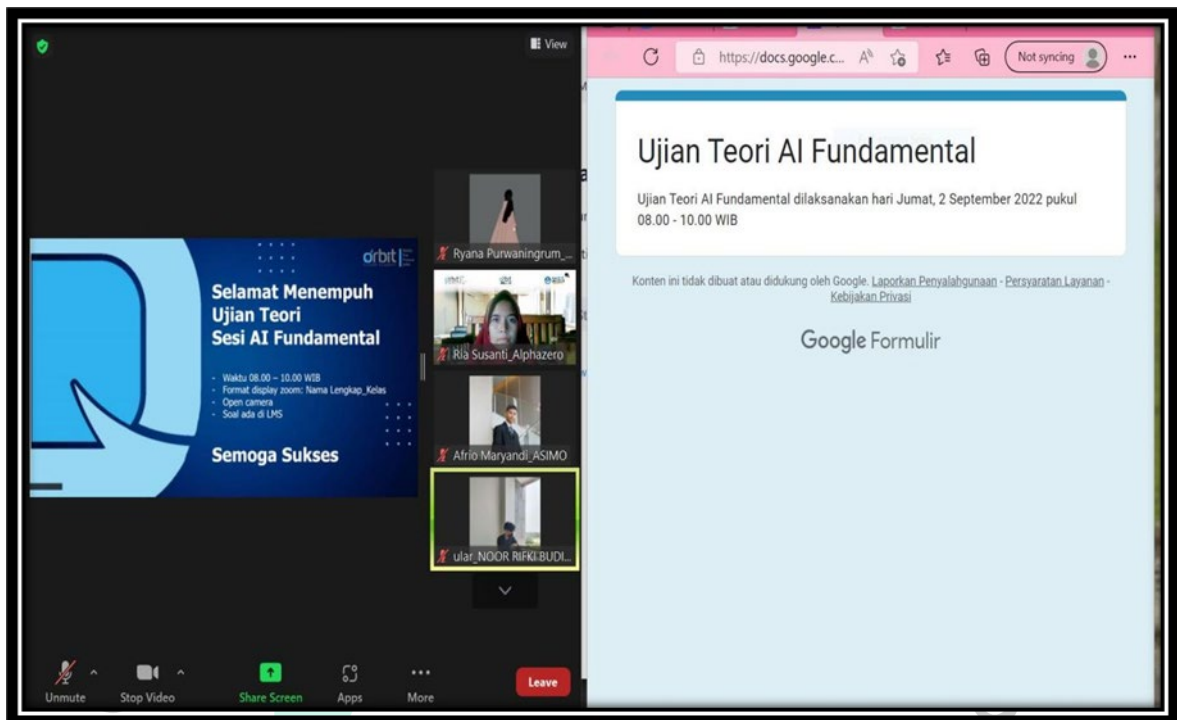 View
orbit
Selamat Menempuh
Ujian Teori
Sesi AI Fundamental
- Waktu 08.00 – 10.00 WIB
- Format display zoom: Nama Lengkap_Kelas
- Open camera
- Soal ada di LMS
Semoga Sukses
Ryana Purwaningrum_...
Ria Susanti_Alphazero
Afrio Maryandi_ASIMO
ular_NOOR RIFKI BUDI...
Unmute
Stop Video
Share Screen
Apps
More
Leave
https://docs.google.c...
Not syncing
Ujian Teori AI Fundamental
Ujian Teori AI Fundamental dilaksanakan hari Jumat, 2 September 2022 pukul
08.00 - 10.00 WIB
Konten ini tidak dibuat atau didukung oleh Google. Laporkan Penyalahgunaan - Persyaratan Layanan -
Kebijakan Privasi
Google Formulir